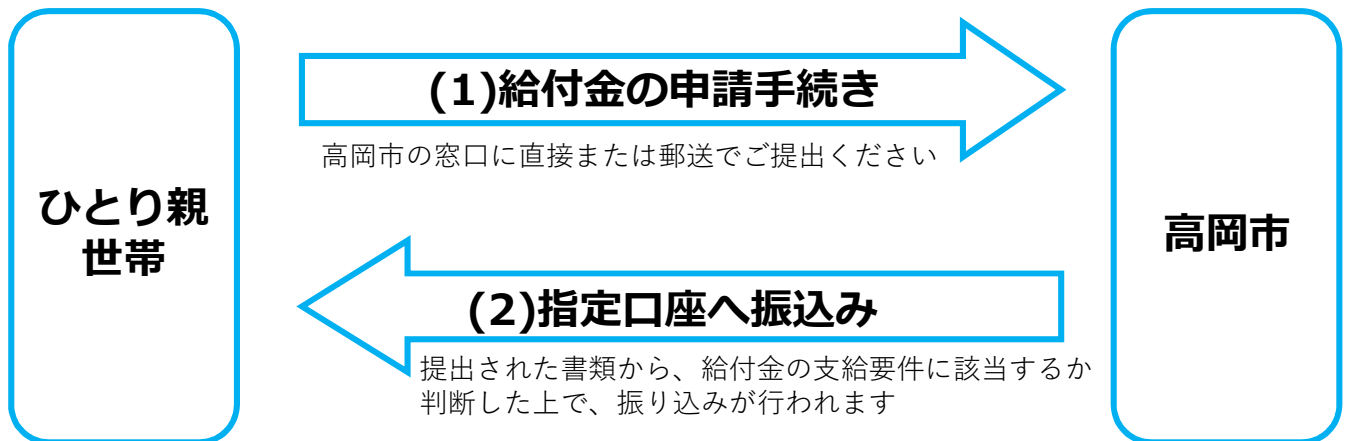 ひとり親
世帯
(1)給付金の申請手続き
高岡市の窓口に直接または郵送でご提出ください
(2)指定口座へ振込み
提出された書類から、給付金の支給要件に該当するか
判断した上で、振り込みが行われます
高岡市